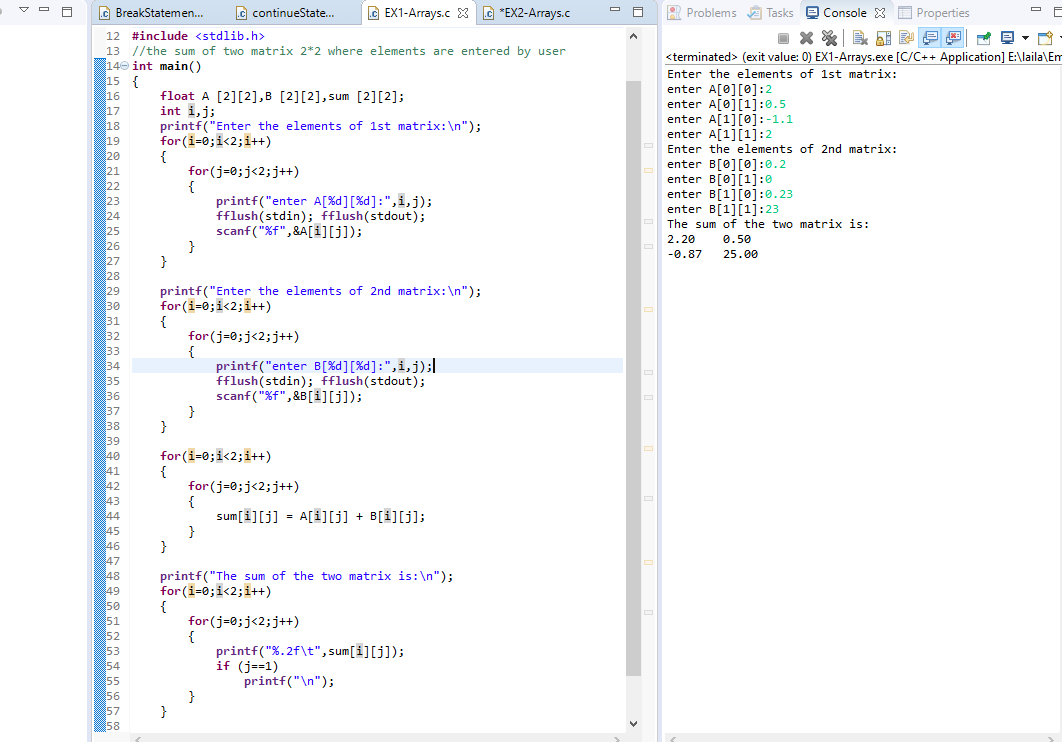 BreakStatemen...
continueState...
EX1-Arrays.c
*EX2-Arrays.c
12 #include <stdlib.h>
13 //the sum of two matrix 2*2 where elements are entered by user
14 int main()
15 {
16 float A [2][2],B [2][2],sum [2][2];
17 int i,j;
18 printf("Enter the elements of 1st matrix:\n");
19 for(i=0;i<2;i++)
20 {
21 for(j=0;j<2;j++)
22 {
23 printf("enter A[%d][%d]:",i,j);
24 fflush(stdin); fflush(stdout);
25 scanf("%f",&A[i][j]);
26 }
27 }
28
29 printf("Enter the elements of 2nd matrix:\n");
30 for(i=0;i<2;i++)
31 {
32 for(j=0;j<2;j++)
33 {
34 printf("enter B[%d][%d]:",i,j);
35 fflush(stdin); fflush(stdout);
36 scanf("%f",&B[i][j]);
37 }
38 }
39
40 for(i=0;i<2;i++)
41 {
42 for(j=0;j<2;j++)
43 {
44 sum[i][j] = A[i][j] + B[i][j];
45 }
46 }
47
48 printf("The sum of the two matrix is:\n");
49 for(i=0;i<2;i++)
50 {
51 for(j=0;j<2;j++)
52 {
53 printf("%.2f\t",sum[i][j]);
54 if (j==1)
55 printf("\n");
56 }
57 }
58
Problems
Tasks
Console
Properties
<terminated> (exit value: 0) EX1-Arrays.exe [C/C++ Application] E:\laila\Em
Enter the elements of 1st matrix:
enter A[0][0]:2
enter A[0][1]:0.5
enter A[1][0]:-1.1
enter A[1][1]:2
Enter the elements of 2nd matrix:
enter B[0][0]:0.2
enter B[0][1]:0
enter B[1][0]:0.23
enter B[1][1]:23
The sum of the two matrix is:
2.20 0.50
-0.87 25.00